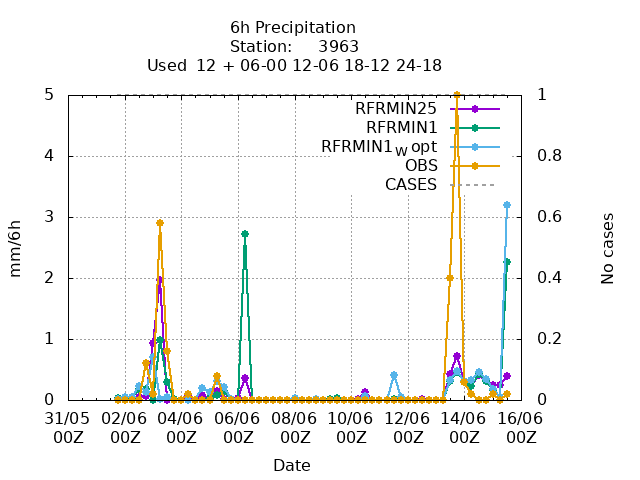 6h Precipitation
Station: 3963
Used 12 + 06-00 12-06 18-12 24-18
5 1
4 0.8
3 0.6
2 0.4
1 0.2
0 0
mm/6h
No cases
RFRMIN25
RFRMIN1
RFRMIN1w opt
OBS
CASES
31/05 02/06 04/06 06/06 08/06 10/06 12/06 14/06 16/06
00Z 00Z 00Z 00Z 00Z 00Z 00Z 00Z 00Z
Date